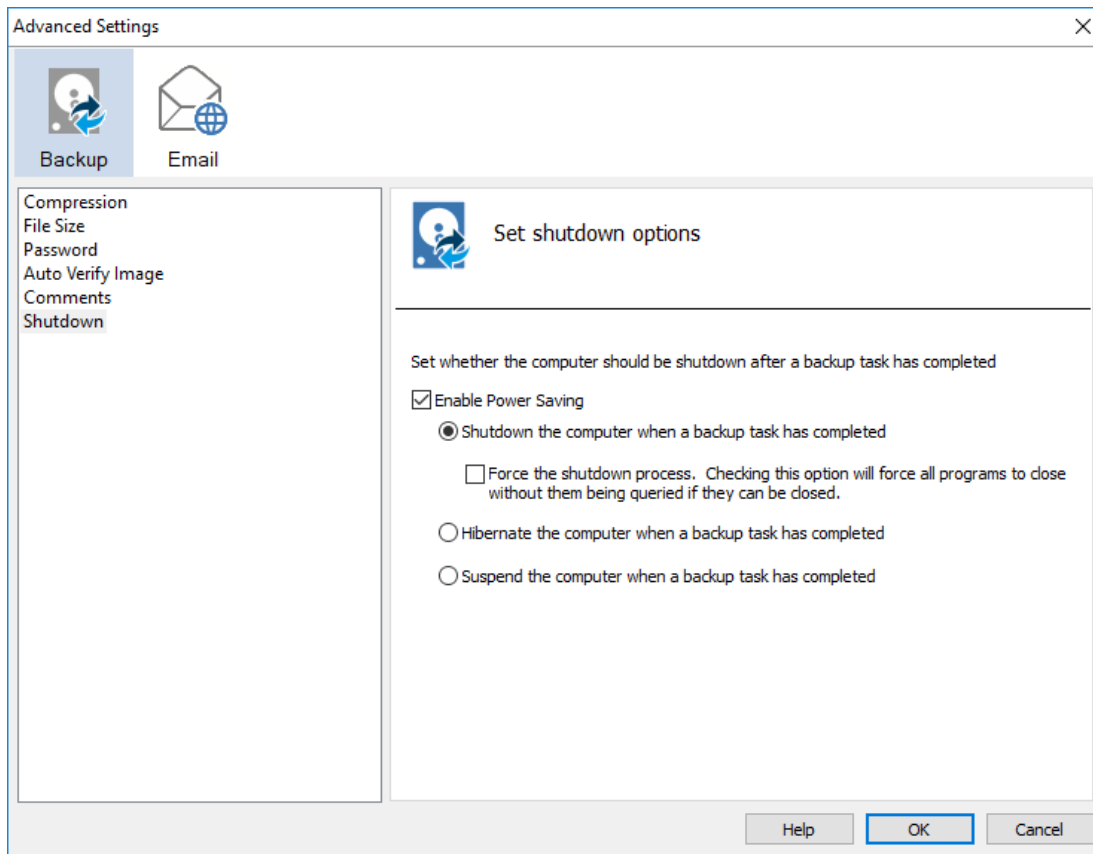 Advanced Settings
Backup
Email
Compression
File Size
Password
Auto Verify Image
Comments
Shutdown
Set shutdown options
Set whether the computer should be shutdown after a backup task has completed
Enable Power Saving
Shutdown the computer when a backup task has completed
Force the shutdown process.  Checking this option will force all programs to close
without them being queried if they can be closed.
Hibernate the computer when a backup task has completed
Suspend the computer when a backup task has completed
Help
OK
Cancel